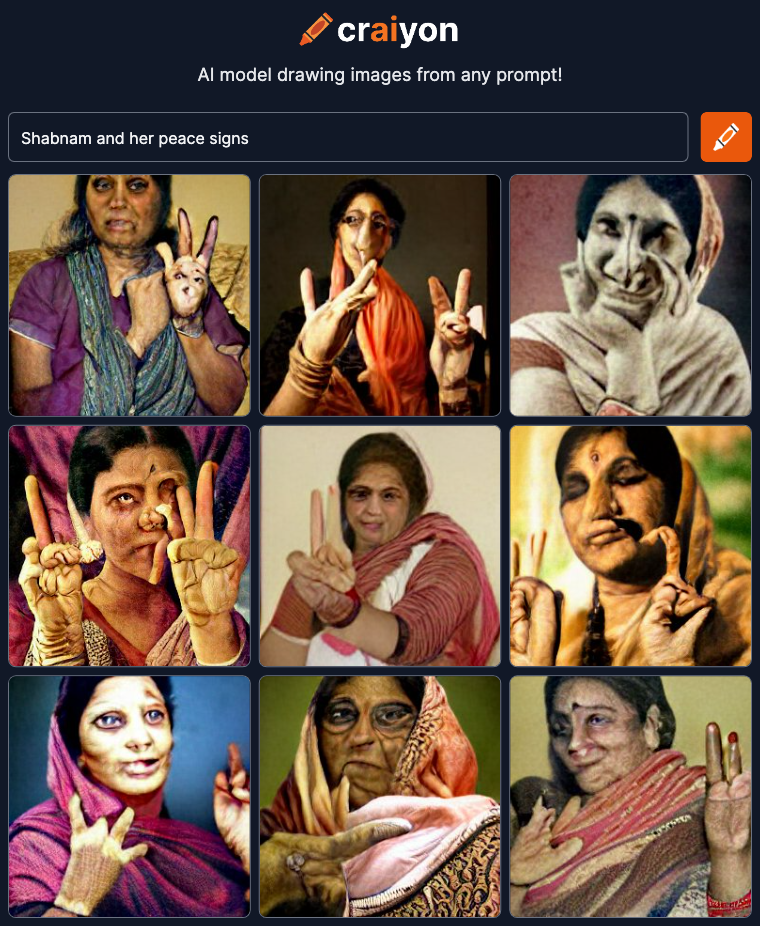 craiyon
AI model drawing images from any prompt!
Shabnam and her peace signs